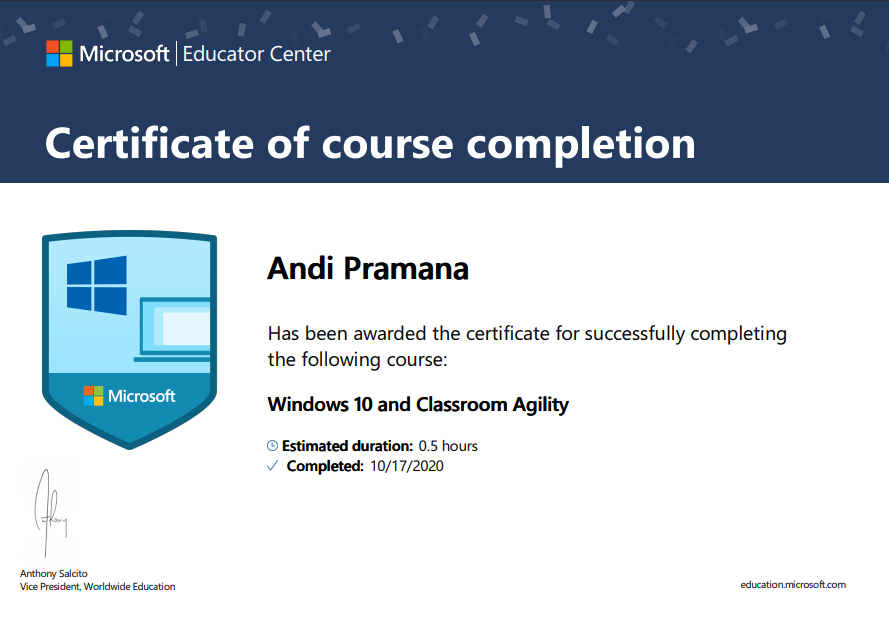 Microsoft | Educator Center
Certificate of course completion
Andi Pramana
Has been awarded the certificate for successfully completing
the following course:
Windows 10 and Classroom Agility
Estimated duration: 0.5 hours
Completed: 10/17/2020
Microsoft
Anthony
Anthony Salcito
Vice President, Worldwide Education
education.microsoft.com